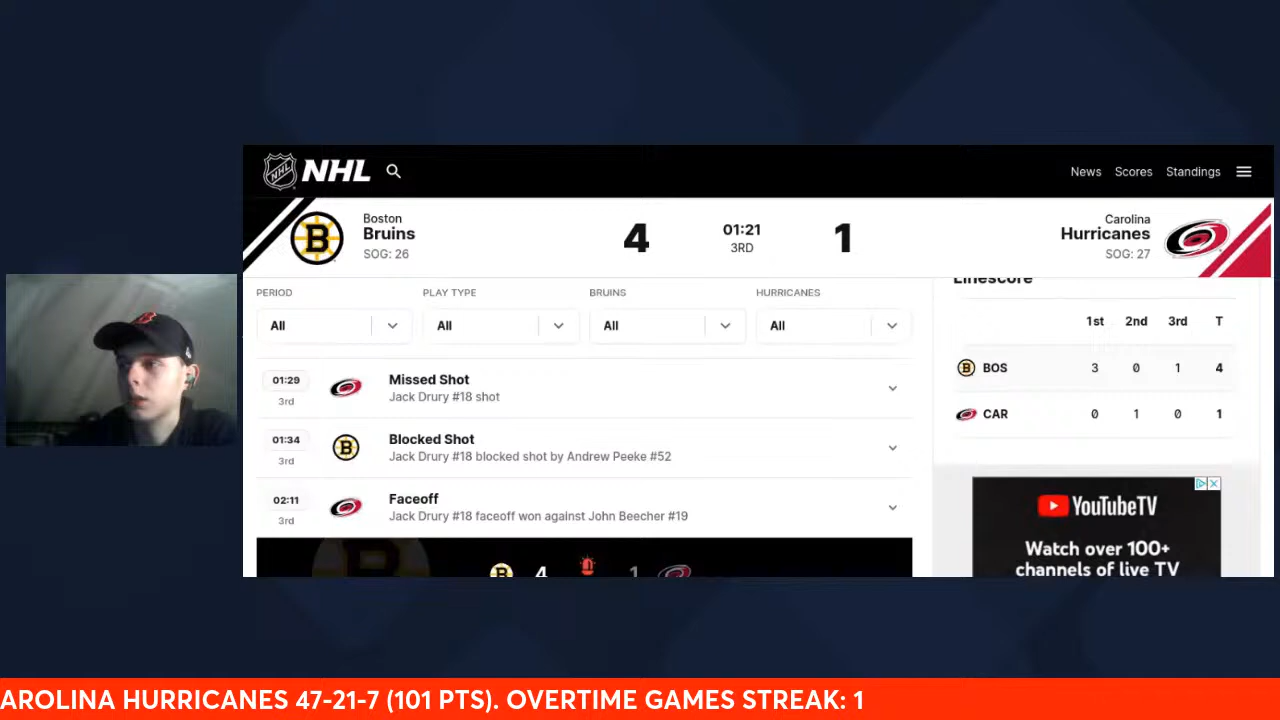 NHL
News Scores Standings
Boston
Bruins
SOG: 26
4
01:21
3RD
1
Carolina
Hurricanes
SOG: 27
PERIOD PLAY TYPE BRUINS HURRICANES
All All All All
01:29
3rd
Missed Shot
Jack Drury #18 shot
01:34
3rd
Blocked Shot
Jack Drury #18 blocked shot by Andrew Peeke #52
02:11
3rd
Faceoff
Jack Drury #18 faceoff won against John Beecher #19
4 1
Linescore
1st 2nd 3rd T
BOS 3 0 1 4
CAR 0 1 0 1
YouTubeTV
Watch over 100+
channels of live TV
AROLINA HURRICANES 47-21-7 (101 PTS). OVERTIME GAMES STREAK: 1